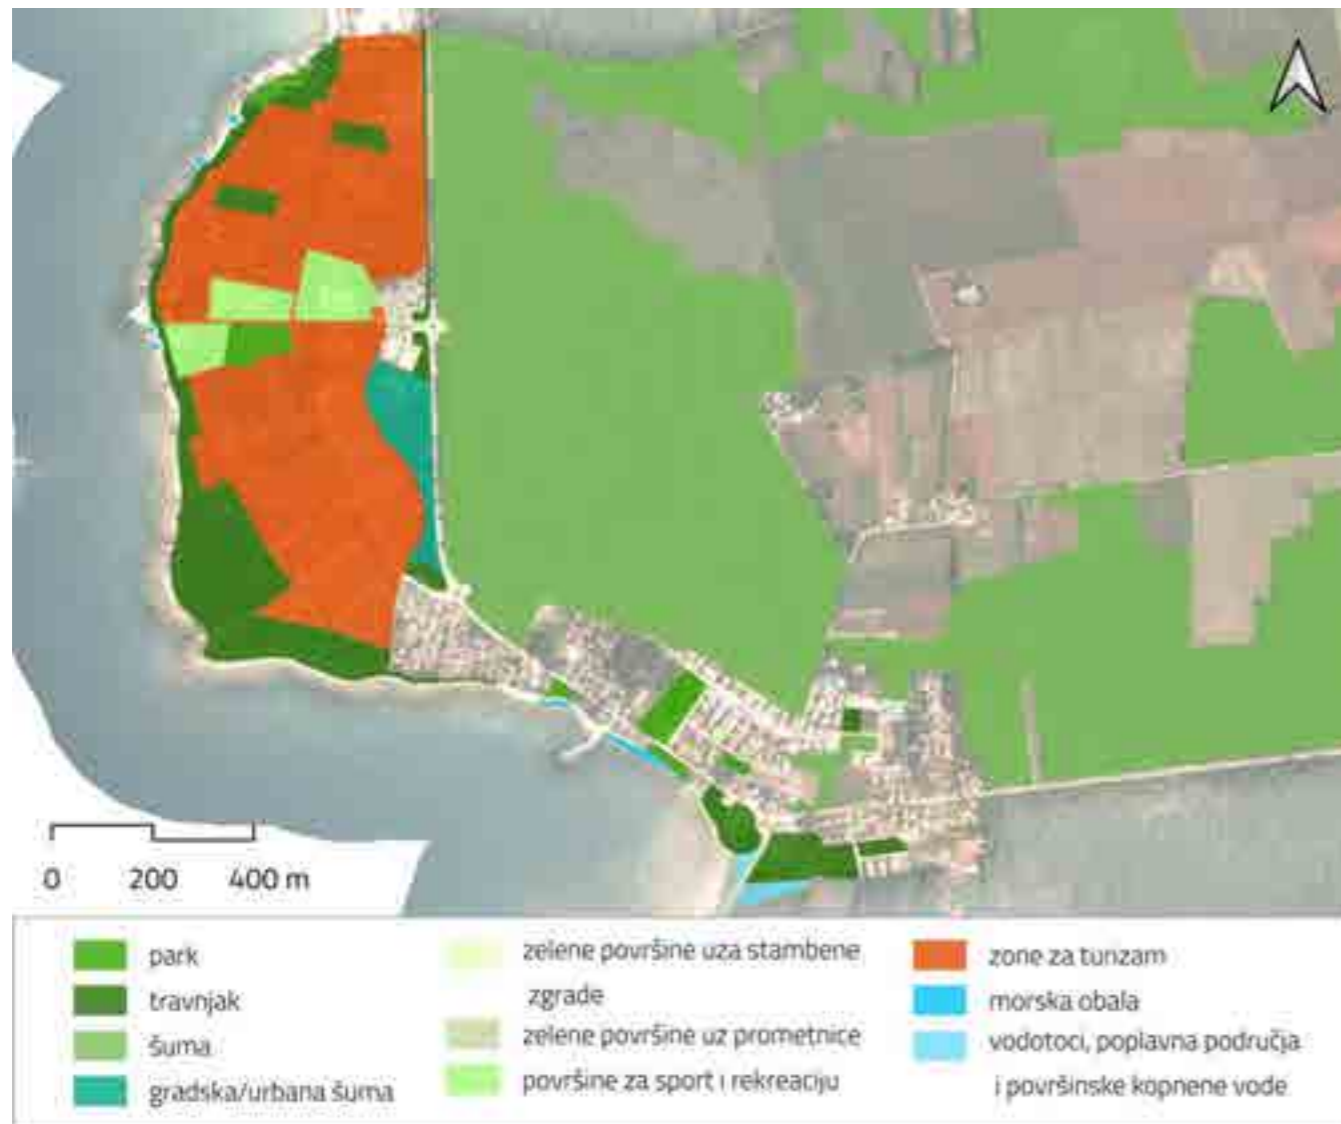 0 200 400 m
park
travnjak
šuma
gradska/urbana šuma
zelene površine uza stambene
zgrade
zelene površine uz prometnice
površine za sport i rekreaciju
zone za turizam
morska obala
vodotoci, poplavna područja
i površinske kopnene vode